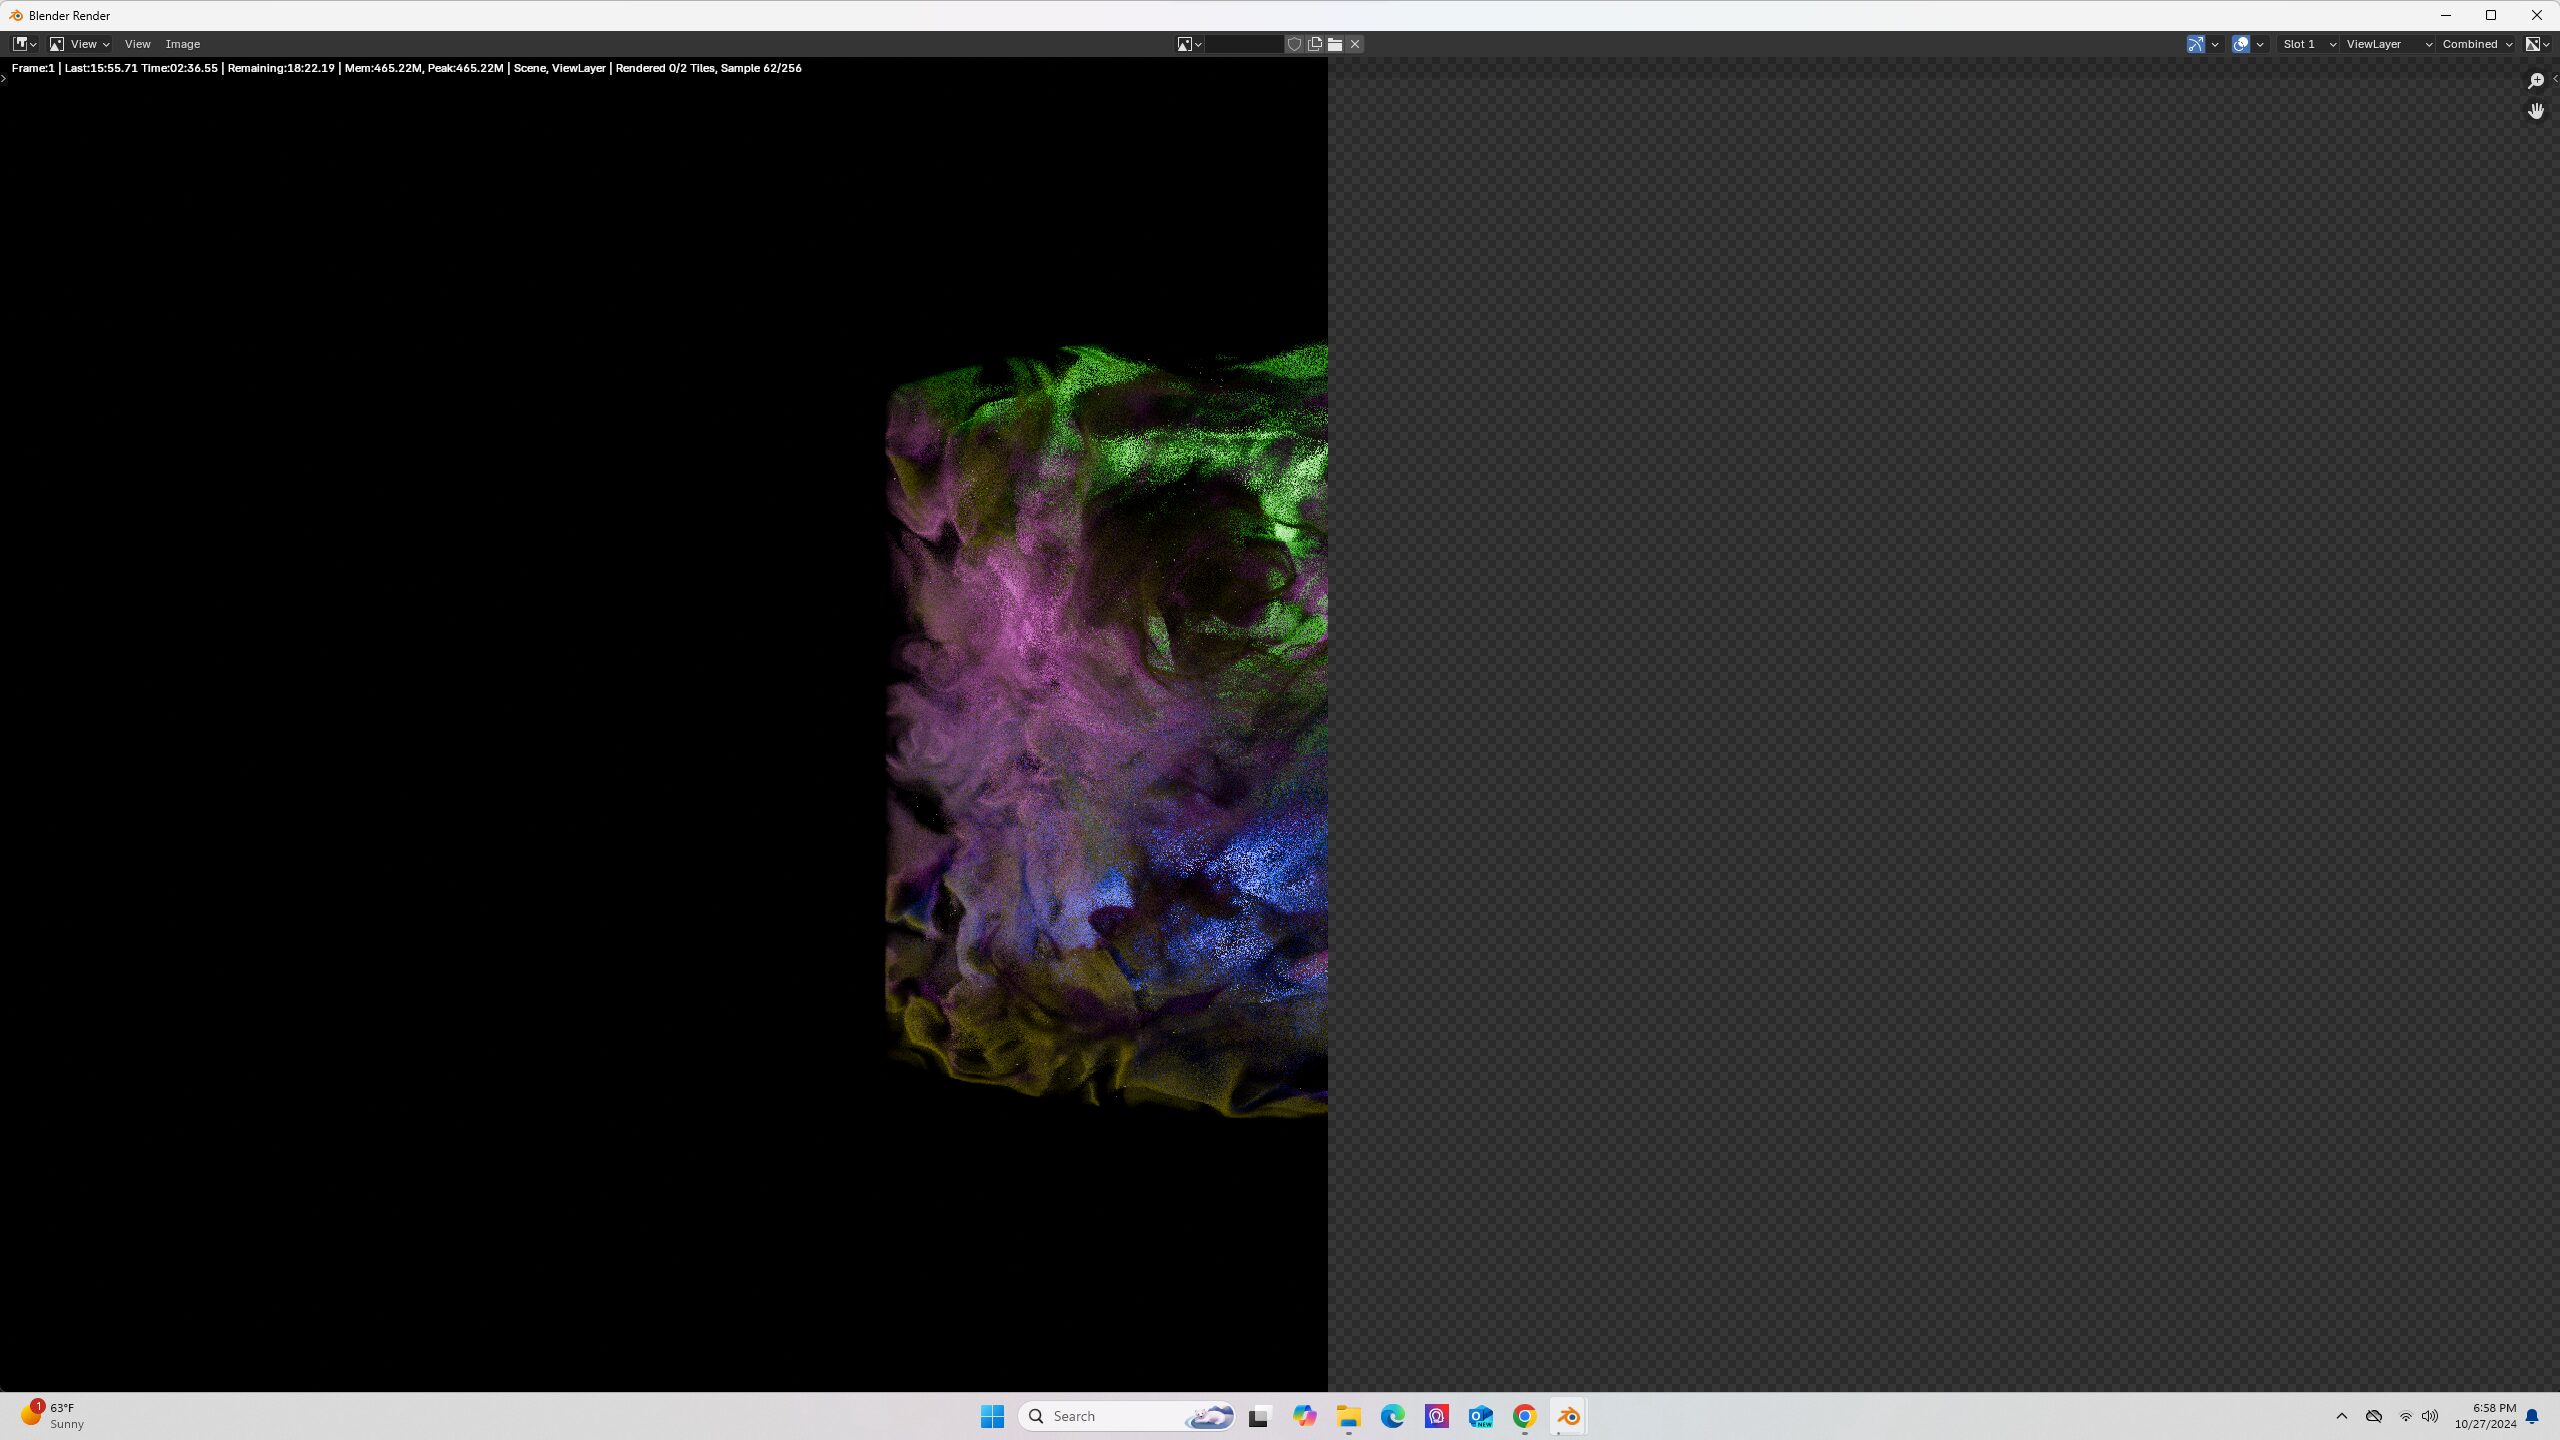 Blender Render
View View Image Slot 1 ViewLayer Combined
Frame:1 | Last:15:55.71 Time:02:36.55 | Remaining:18:22.19 | Mem:465.22M, Peak:465.22M | Scene, ViewLayer | Rendered 0/2 Tiles, Sample 62/256
1
63°F
Sunny
Search
NEW
6:58 PM
10/27/2024